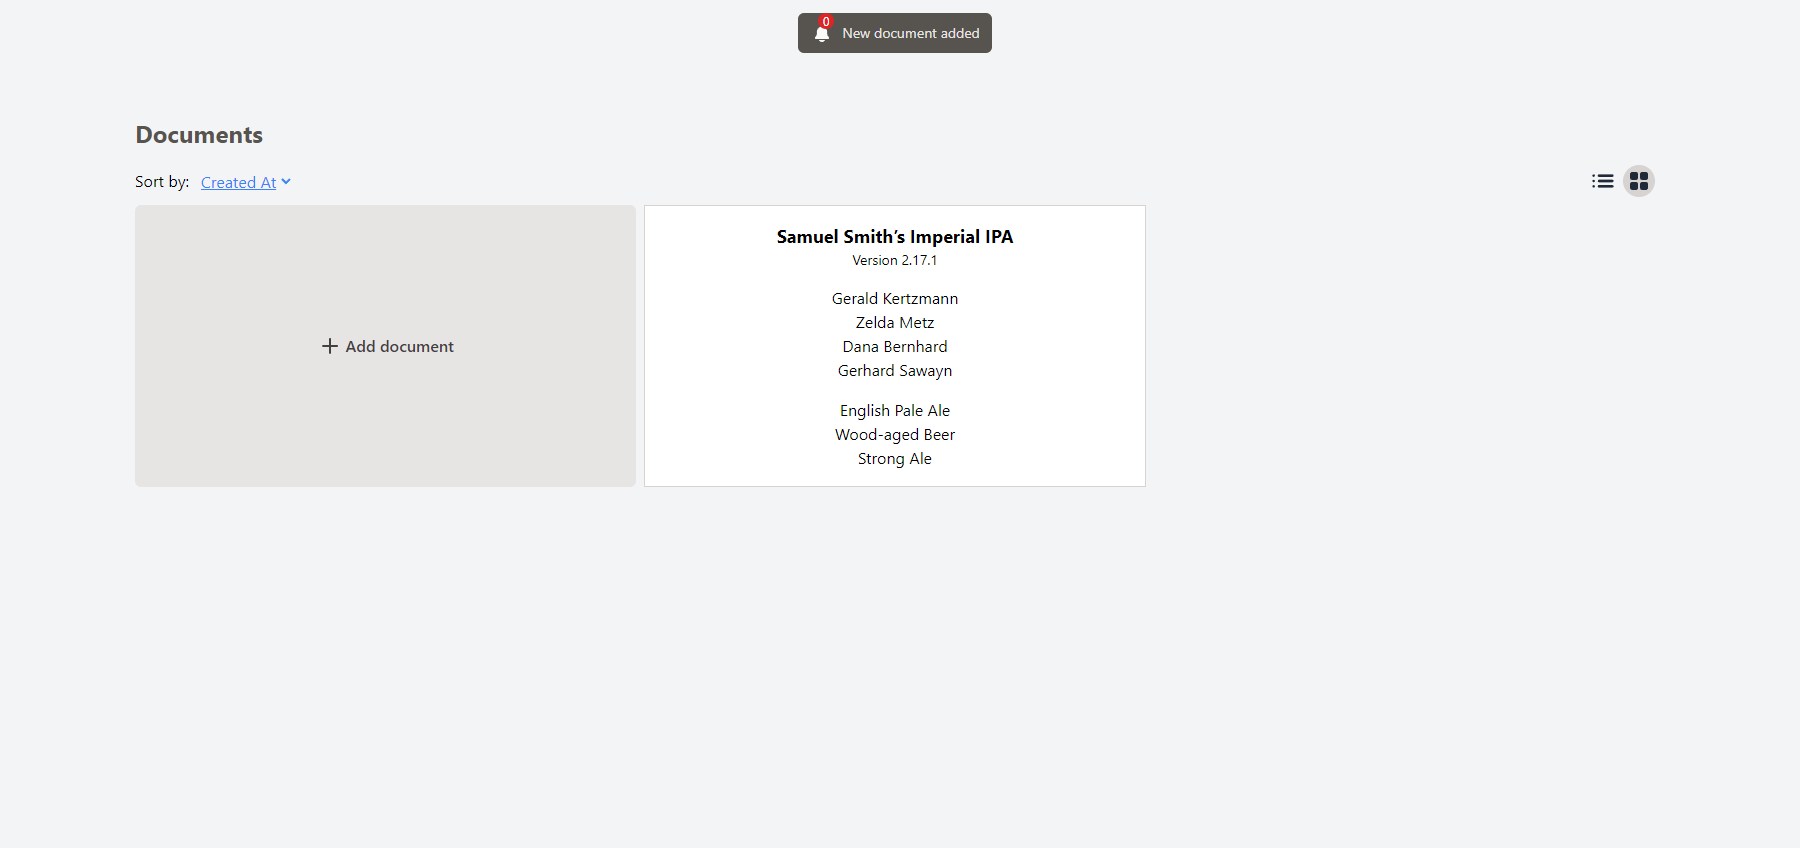 0
New document added
Documents
Sort by: Created At
Add document
Samuel Smith’s Imperial IPA
Version 2.17.1
Gerald Kertzmann
Zelda Metz
Dana Bernhard
Gerhard Sawayn
English Pale Ale
Wood-aged Beer
Strong Ale